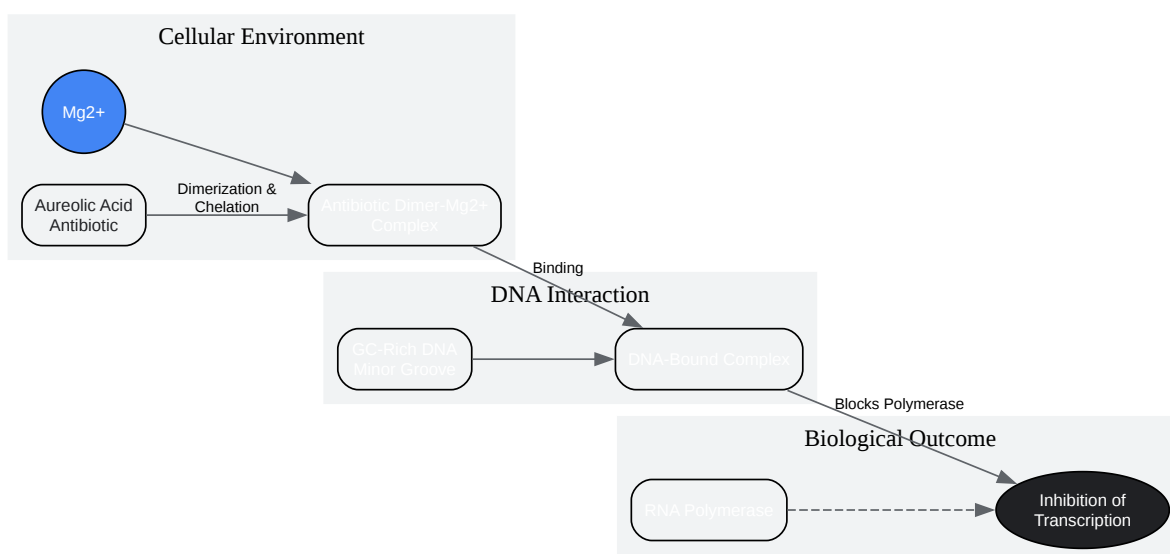 Cellular Environment
Mg2+
Aureolic Acid
Antibiotic
Dimerization &
Chelation
Antibiotic Dimer-Mg2+
Complex
Binding
DNA Interaction
GC-Rich DNA
Minor Groove
DNA-Bound Complex
Blocks Polymerase
Biological Outcome
RNA Polymerase
Inhibition of
Transcription